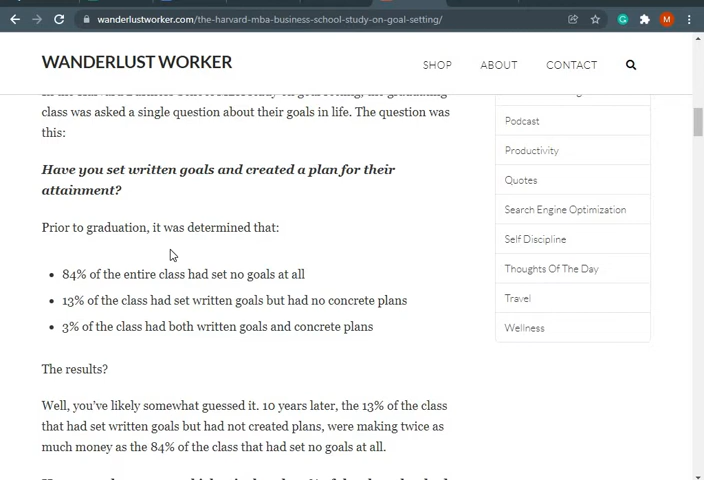 wanderlustworker.com/the-harvard-mba-business-school-study-on-goal-setting/
M
WANDERLUST WORKER
SHOP
ABOUT
CONTACT
class was asked a single question about their goals in life. The question was
this:
Have you set written goals and created a plan for their
attainment?
Prior to graduation, it was determined that:
• 84% of the entire class had set no goals at all
• 13% of the class had set written goals but had no concrete plans
• 3% of the class had both written goals and concrete plans
The results?
Well, you've likely somewhat guessed it. 10 years later, the 13% of the class
that had set written goals but had not created plans, were making twice as
much money as the 84% of the class that had set no goals at all.
Podcast
Productivity
Quotes
Search Engine Optimization
Self Discipline
Thoughts Of The Day
Travel
Wellness